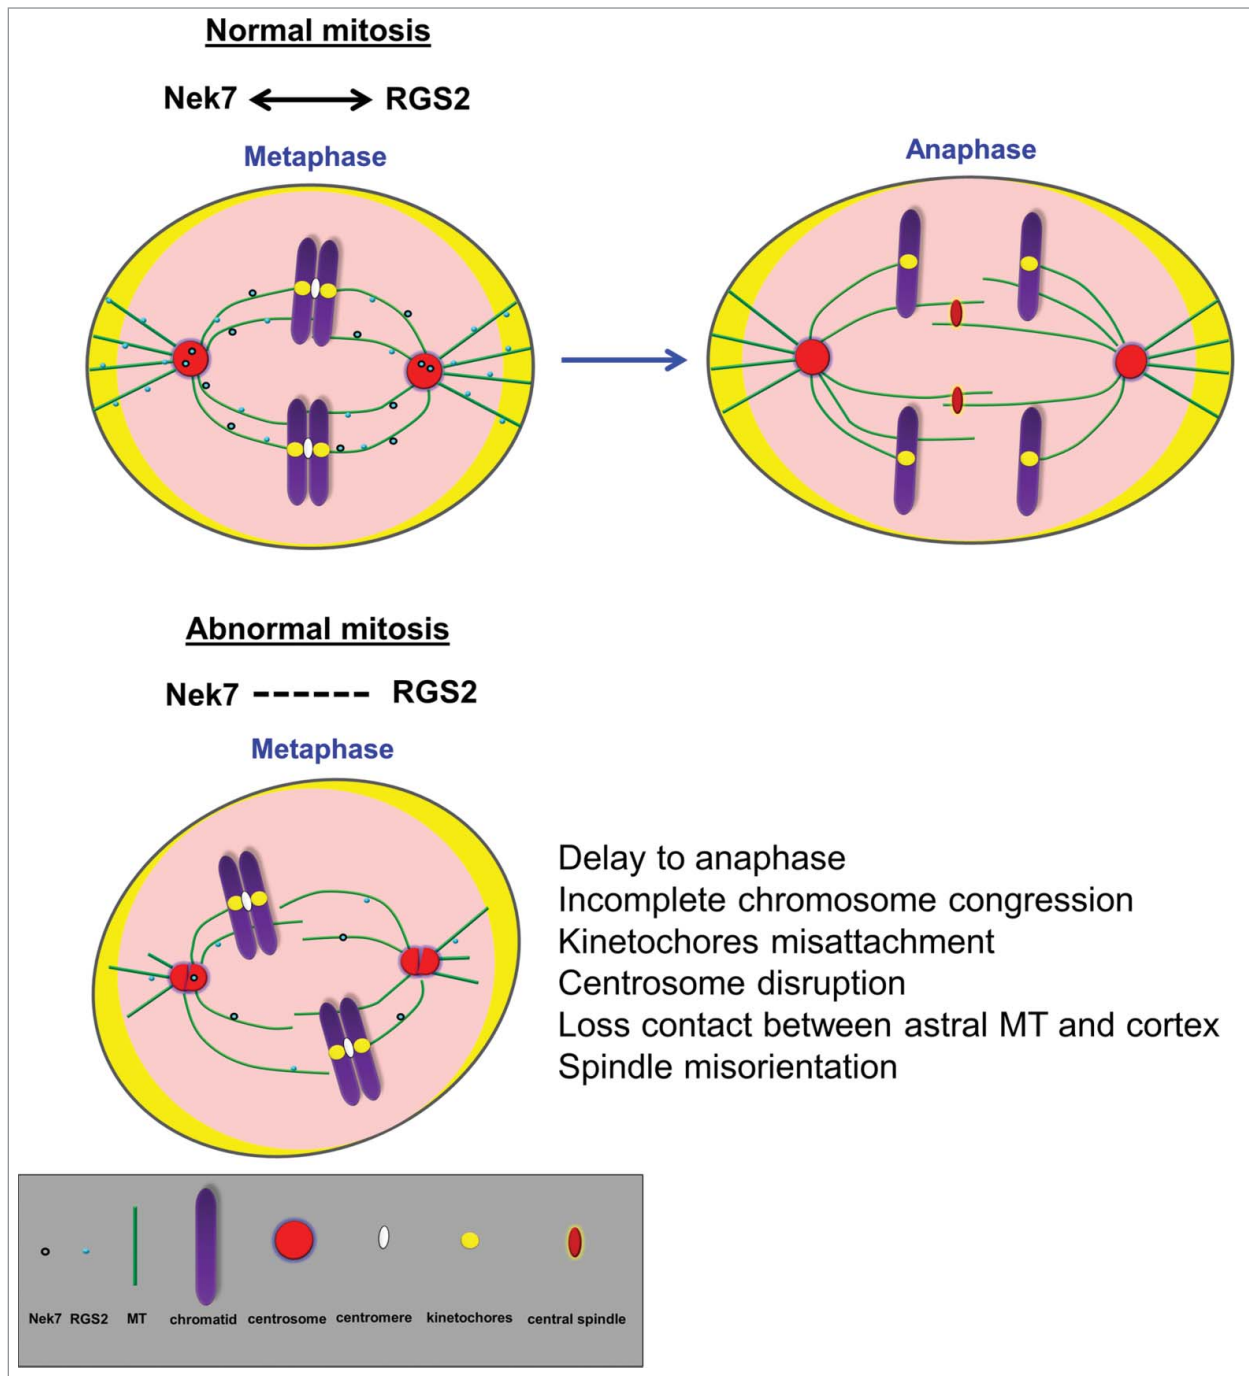 Normal mitosis
Nek7 RGS2
Metaphase
Anaphase
Abnormal mitosis
Nek7 ------ RGS2
Metaphase
Delay to anaphase
Incomplete chromosome congression
Kinetochores misattachment
Centrosome disruption
Loss contact between astral MT and cortex
Spindle misorientation
Nek7 RGS2 MT chromatid centrosome centromere kinetochores central spindle